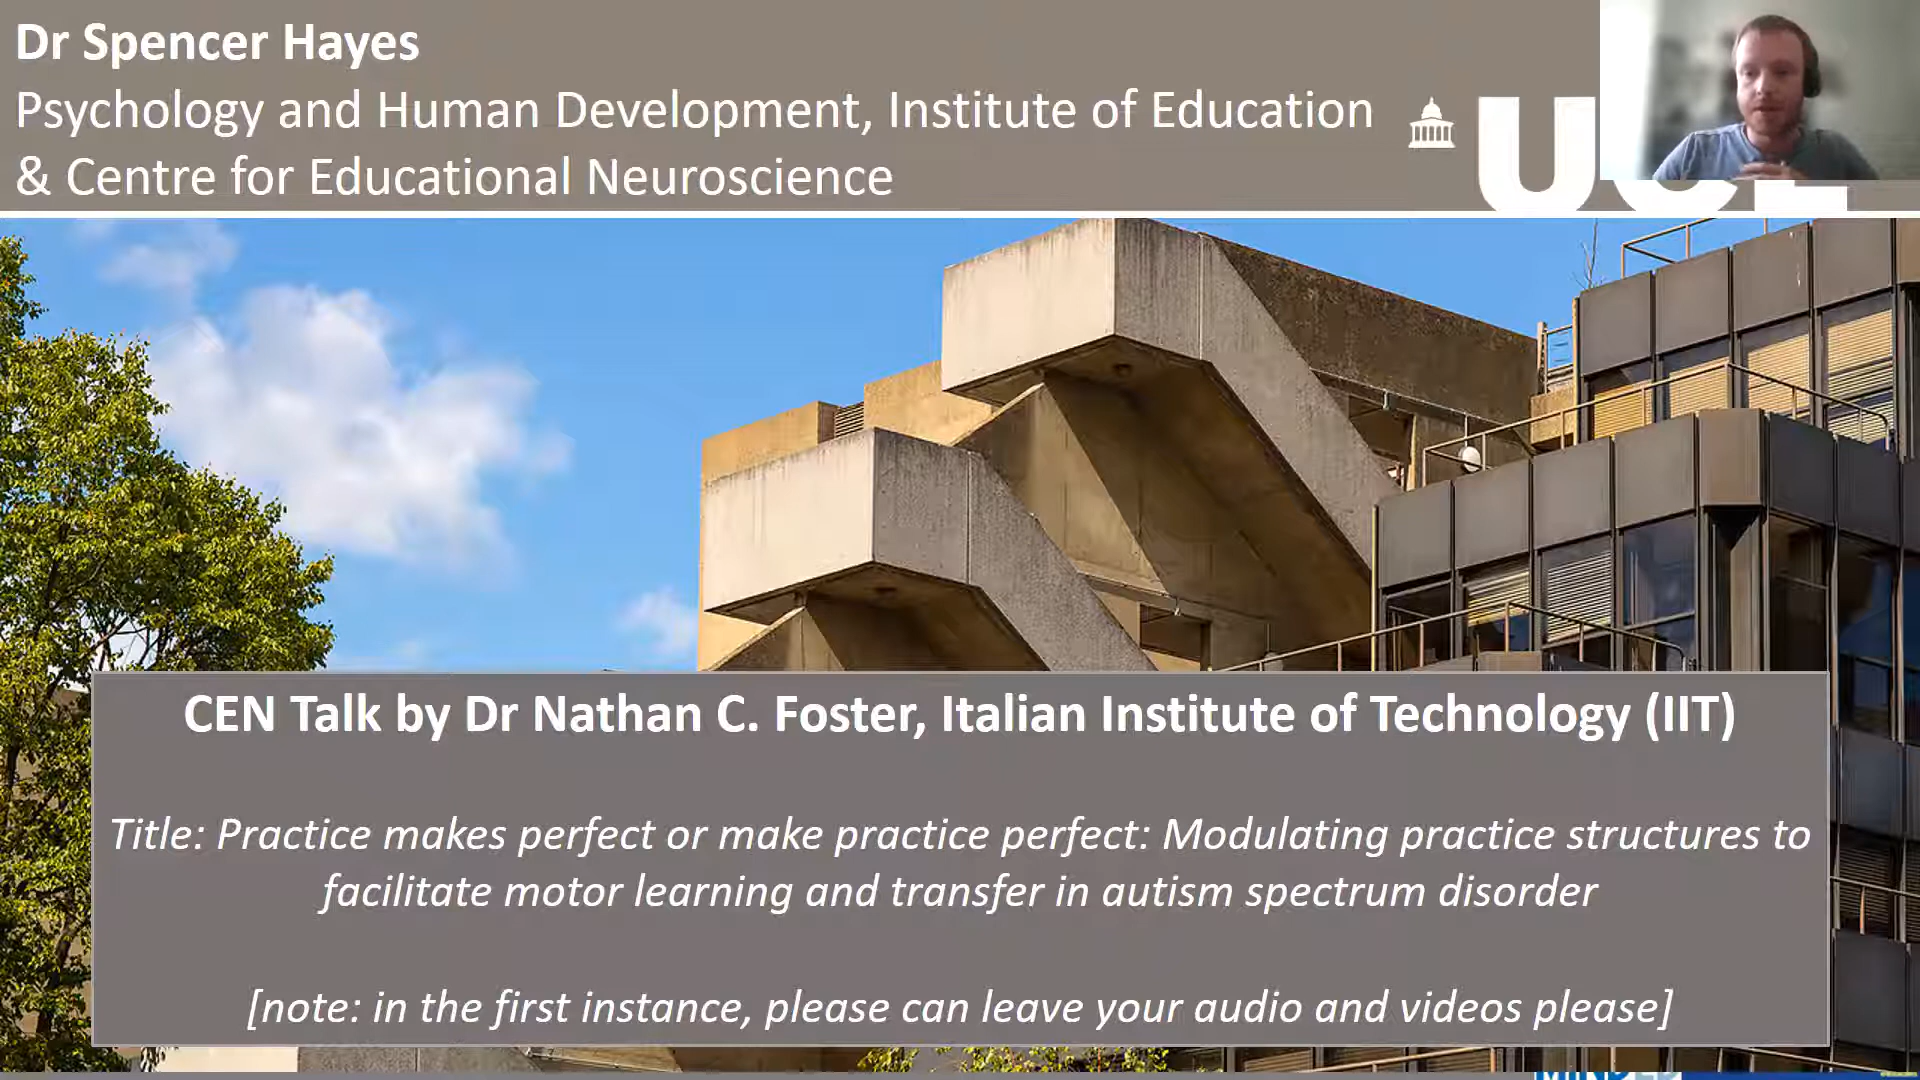 Dr Spencer Hayes
Psychology and Human Development, Institute of Education
& Centre for Educational Neuroscience
CEN Talk by Dr Nathan C. Foster, Italian Institute of Technology (IIT)
Title: Practice makes perfect or make practice perfect: Modulating practice structures to
facilitate motor learning and transfer in autism spectrum disorder
[note: in the first instance, please can leave your audio and videos please]